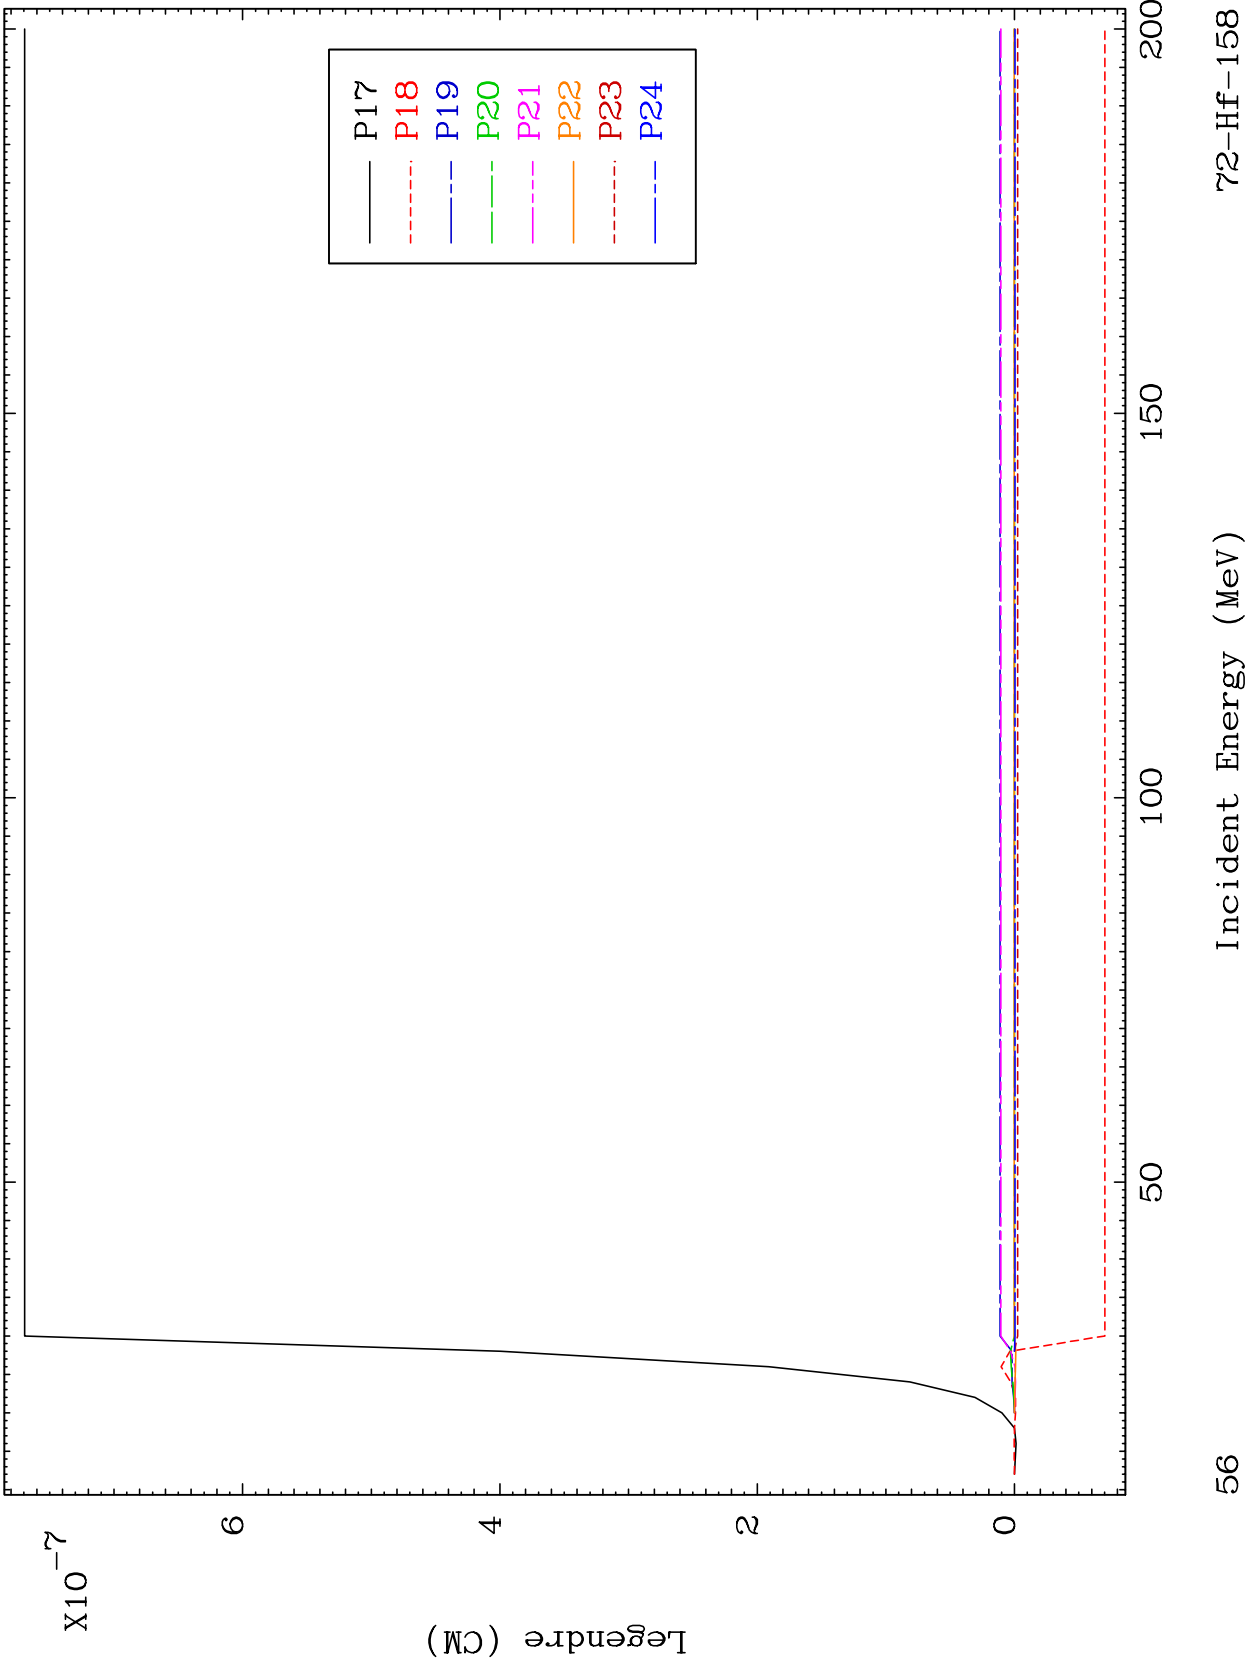 X10-7
Legendre (CM)
6
4
2
0
P17
P18
P19
P20
P21
P22
P23
P24
50
100
150
200
Incident Energy (MeV)
56
72-Hf-158